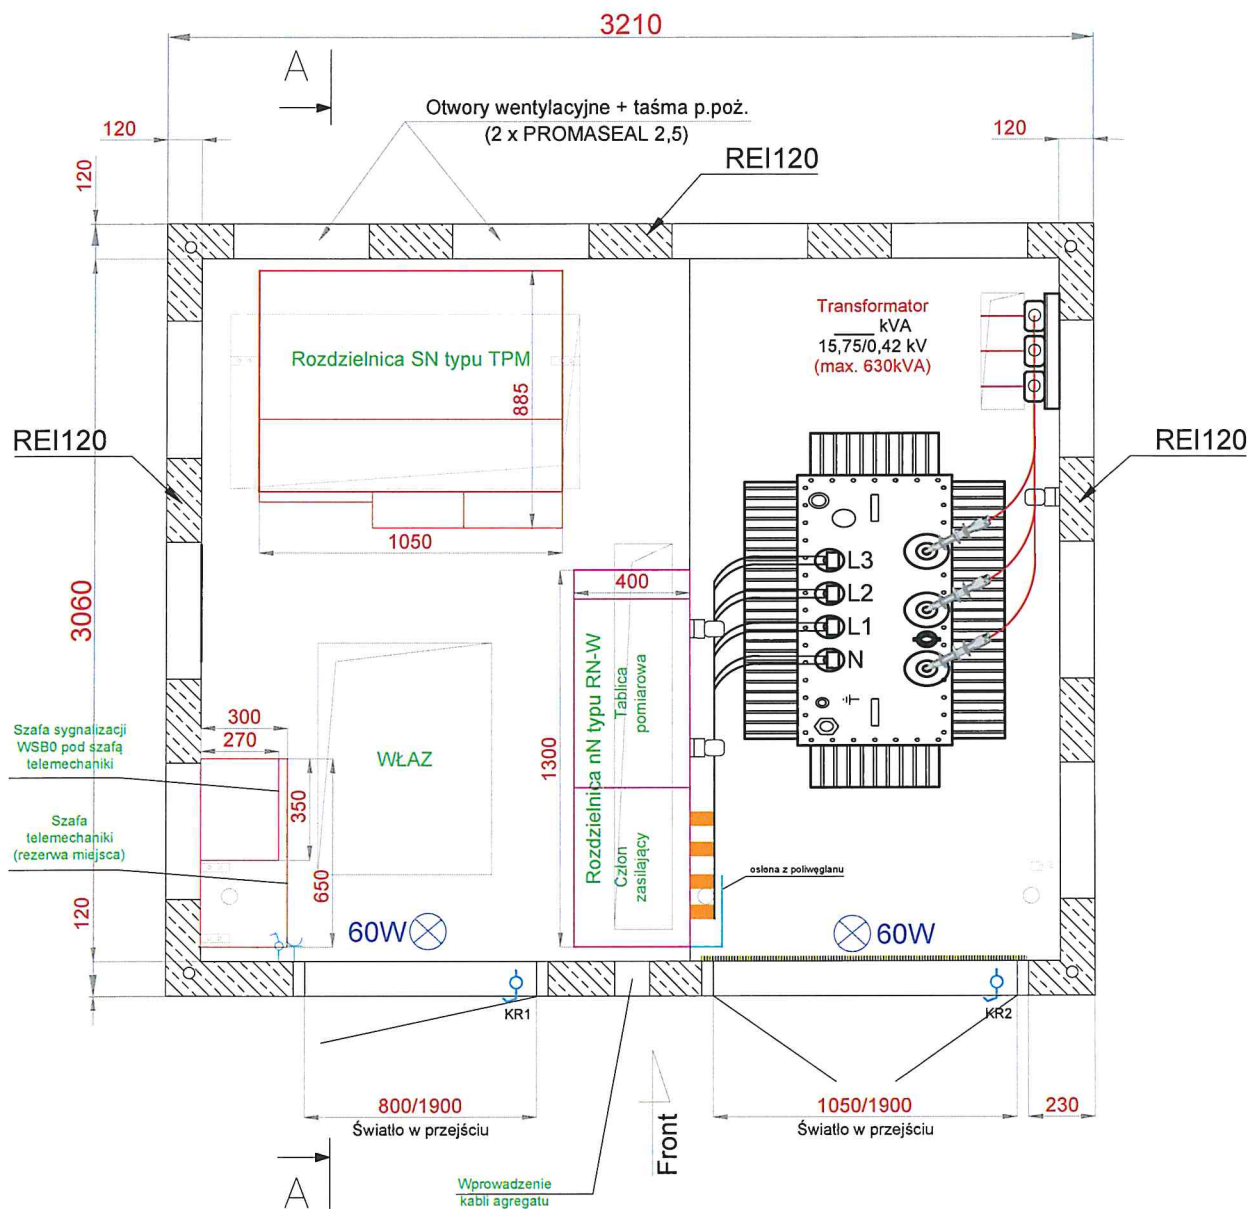 3210
A
Otwory wentylacyjne + taśma p.poż.
(2 x PROMASEAL 2,5)
120
120
120
REI120
Transformator
____ kVA
15,75/0,42 kV
(max. 630kVA)
Rozdzielnica SN typu TPM
885
REI120
REI120
1050
L3
L2
L1
N
400
3060
Rozdzielnica nN typu RN-W
Tablica
pomiarowa
1300
Człon
zasilający
300
270
Szafa sygnalizacji
WSB0 pod szafą
telemechaniki
WŁAZ
350
Szafa
telemechaniki
(rezerwa miejsca)
650
osłona z poliwęglanu
120
60W
60W
KR1
KR2
800/1900
Światło w przejściu
1050/1900
Światło w przejściu
230
Front
A
Wprowadzenie
kabli agregatu